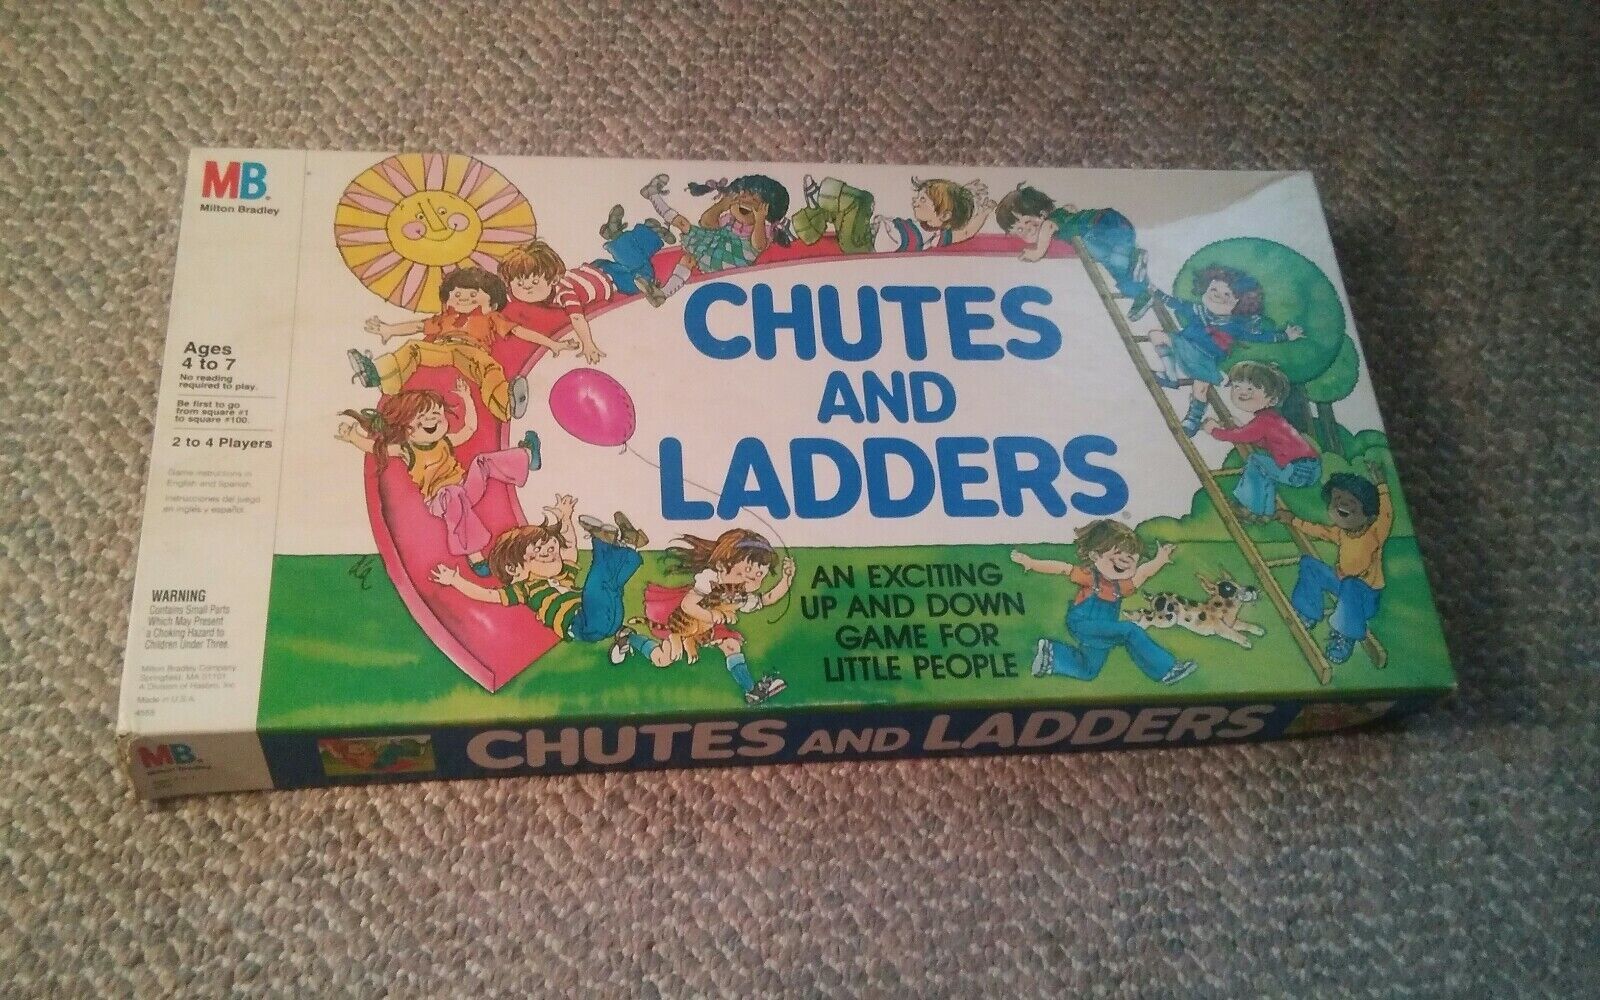 MB
Milton Bradley
Ages
4 to 7
No reading
required to play.
Be first to go
from square #1
to square #100.
2 to 4 Players
Game instructions in
English and Spanish.
Instrucciones del juego
en inglés y español.
WARNING
Contains Small Parts
Which May Present
a Choking Hazard to
Children Under Three.
Milton Bradley Company
Springfield, MA 01101
A Division of Hasbro, Inc.
Made in U.S.A.
CHUTES
AND
LADDERS®
AN EXCITING
UP AND DOWN
GAME FOR
LITTLE PEOPLE
MB
Milton Bradley
CHUTES AND LADDERS